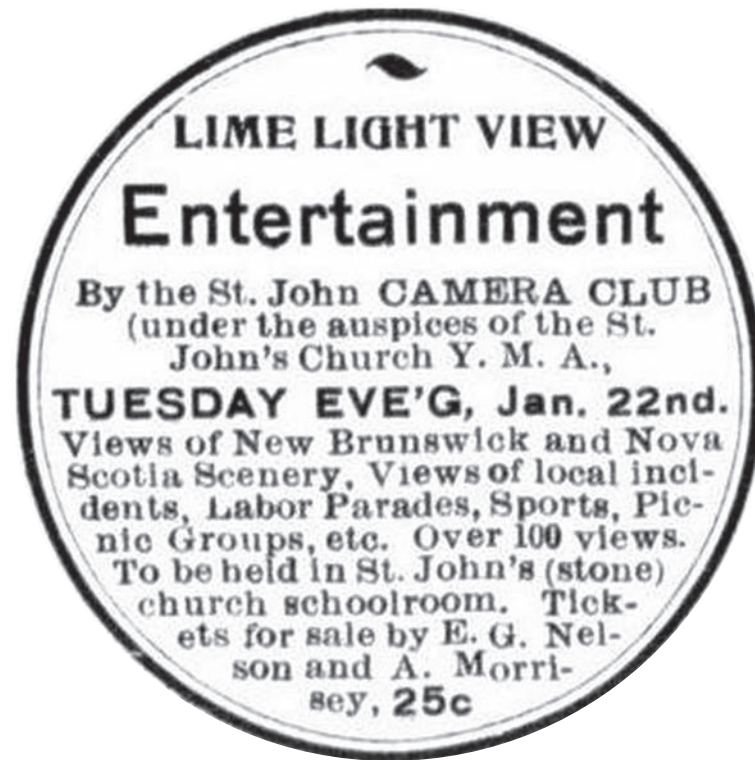 LIME LIGHT VIEW
Entertainment
By the St. John CAMERA CLUB
(under the auspices of the St.
John's Church Y. M. A.,
TUESDAY EVE'G, Jan. 22nd.
Views of New Brunswick and Nova
Scotia Scenery, Views of local inci-
dents, Labor Parades, Sports, Pic-
nic Groups, etc. Over 100 views.
To be held in St. John's (stone)
church schoolroom. Tick-
ets for sale by E. G. Nel-
son and A. Morri-
sey, 25c